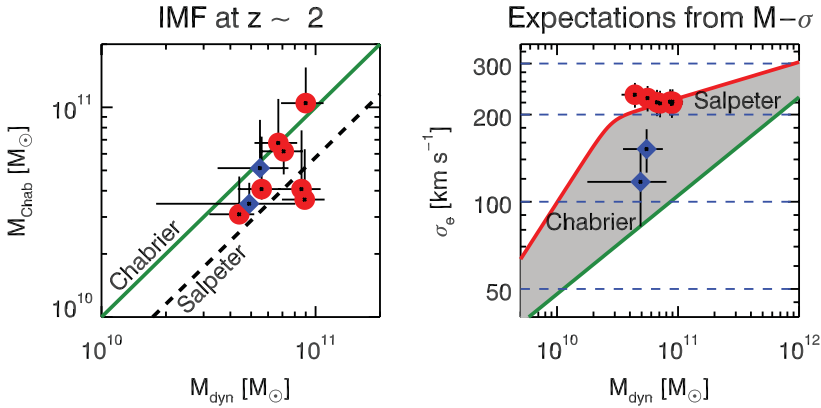 IMF at z ~ 2
M_Chab [M_⊙]
10^11
10^10
Chabrier
Salpeter
10^10
10^11
M_dyn [M_⊙]
Expectations from M−σ
σ_e [km s^−1]
300
200
100
50
Salpeter
Chabrier
10^10
10^11
10^12
M_dyn [M_⊙]